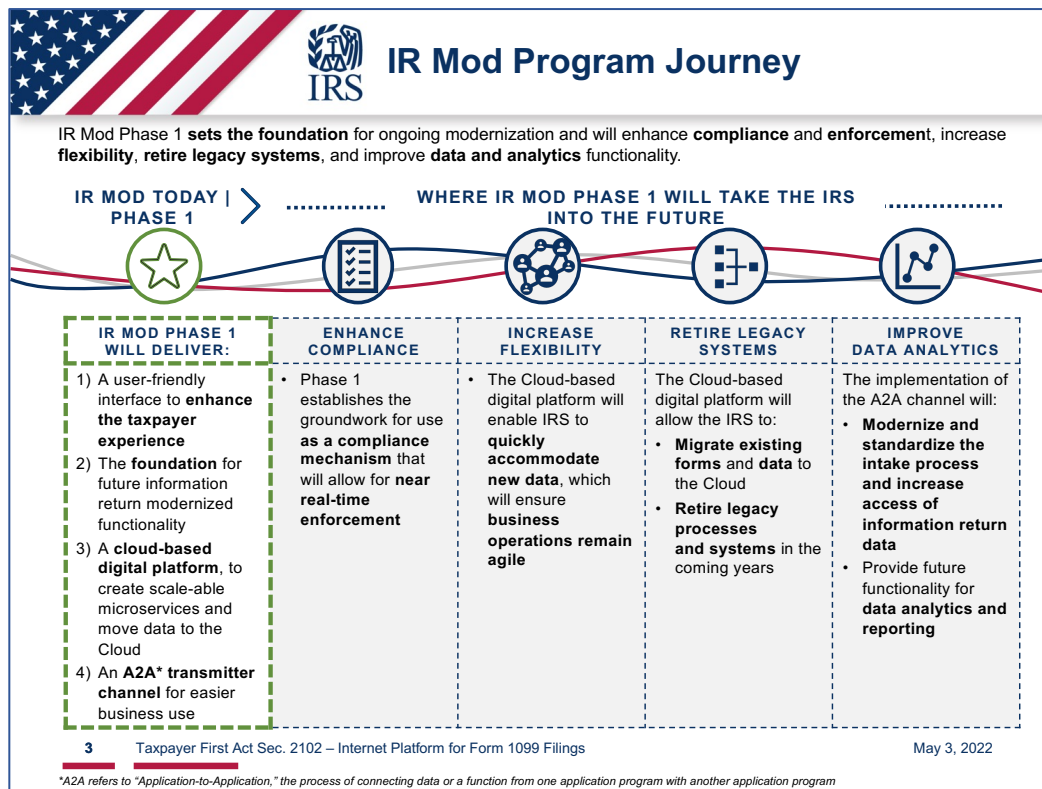 IRS
IR Mod Program Journey
IR Mod Phase 1 sets the foundation for ongoing modernization and will enhance compliance and enforcement, increase
flexibility, retire legacy systems, and improve data and analytics functionality.
IR MOD TODAY |
PHASE 1
WHERE IR MOD PHASE 1 WILL TAKE THE IRS
INTO THE FUTURE
IR MOD PHASE 1
WILL DELIVER:
1) A user-friendly
interface to enhance
the taxpayer
experience
2) The foundation for
future information
return modernized
functionality
3) A cloud-based
digital platform, to
create scale-able
microservices and
move data to the
Cloud
4) An A2A* transmitter
channel for easier
business use
ENHANCE
COMPLIANCE
• Phase 1
establishes the
groundwork for use
as a compliance
mechanism that
will allow for near
real-time
enforcement
INCREASE
FLEXIBILITY
• The Cloud-based
digital platform will
enable IRS to
quickly
accommodate
new data, which
will ensure
business
operations remain
agile
RETIRE LEGACY
SYSTEMS
The Cloud-based
digital platform will
allow the IRS to:
• Migrate existing
forms and data to
the Cloud
• Retire legacy
processes
and systems in the
coming years
IMPROVE
DATA ANALYTICS
The implementation of
the A2A channel will:
• Modernize and
standardize the
intake process
and increase
access of
information return
data
• Provide future
functionality for
data analytics and
reporting
3 Taxpayer First Act Sec. 2102 – Internet Platform for Form 1099 Filings May 3, 2022
*A2A refers to “Application-to-Application,” the process of connecting data or a function from one application program with another application program